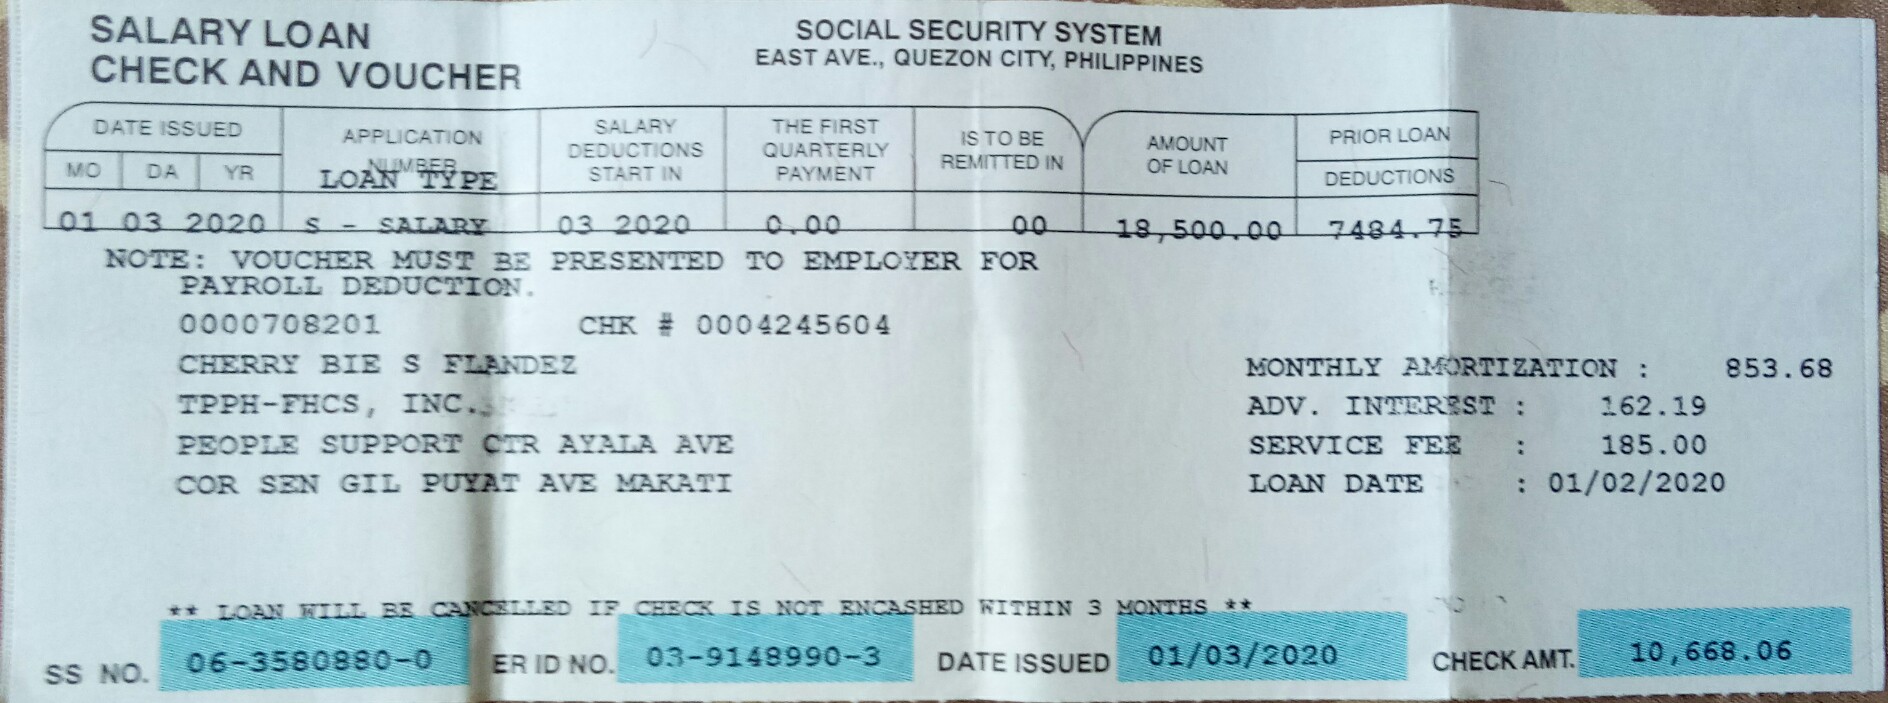 SALARY LOAN
CHECK AND VOUCHER
SOCIAL SECURITY SYSTEM
EAST AVE., QUEZON CITY, PHILIPPINES
DATE ISSUED
MO DA YR
APPLICATION
NUMBER
LOAN TYPE
SALARY
DEDUCTIONS
START IN
THE FIRST
QUARTERLY
PAYMENT
IS TO BE
REMITTED IN
AMOUNT
OF LOAN
PRIOR LOAN
DEDUCTIONS
01 03 2020 S - SALARY 03 2020 0.00 00 18,500.00 7484.75
NOTE: VOUCHER MUST BE PRESENTED TO EMPLOYER FOR
PAYROLL DEDUCTION.
0000708201 CHK # 0004245604
CHERRY BIE S FLANDEZ
TPPH-FHCS, INC.
PEOPLE SUPPORT CTR AYALA AVE
COR SEN GIL PUYAT AVE MAKATI
MONTHLY AMORTIZATION : 853.68
ADV. INTEREST : 162.19
SERVICE FEE : 185.00
LOAN DATE : 01/02/2020
** LOAN WILL BE CANCELLED IF CHECK IS NOT ENCASHED WITHIN 3 MONTHS **
SS NO. 06-3580880-0 ER ID NO. 03-9148990-3 DATE ISSUED 01/03/2020 CHECK AMT. 10,668.06